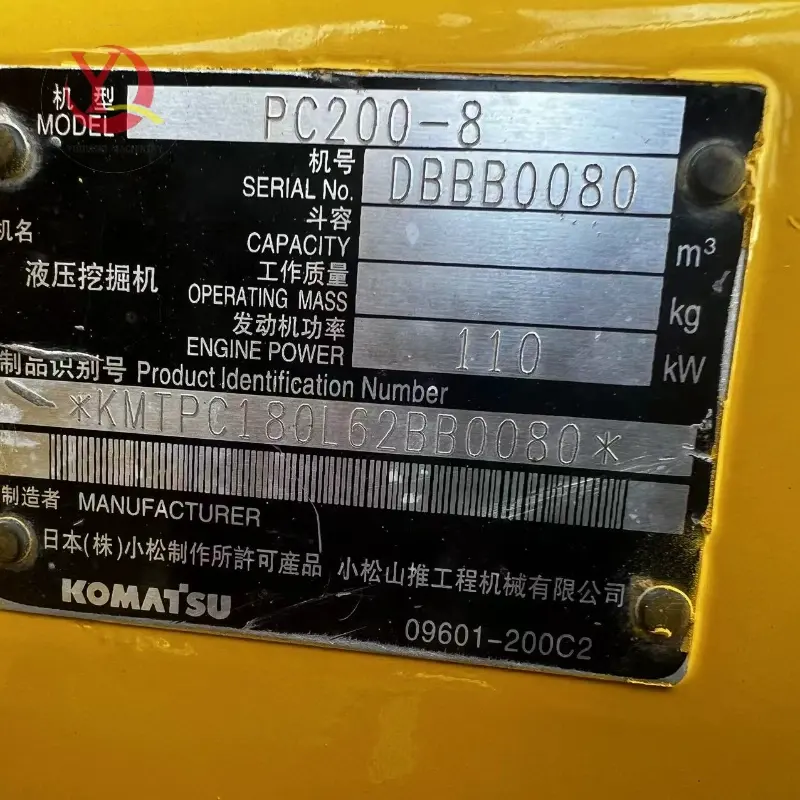 机型
MODEL PC200-8
机号
SERIAL No. DBBB0080
斗容
CAPACITY m³
机名
液压挖掘机
工作质量
OPERATING MASS kg
发动机功率
ENGINE POWER 110 kW
制品识别号 Product Identification Number
*KMTPC180L62BB0080*
制造者 MANUFACTURER
日本(株)小松制作所許可産品 小松山推工程机械有限公司
KOMATSU
09601-200C2